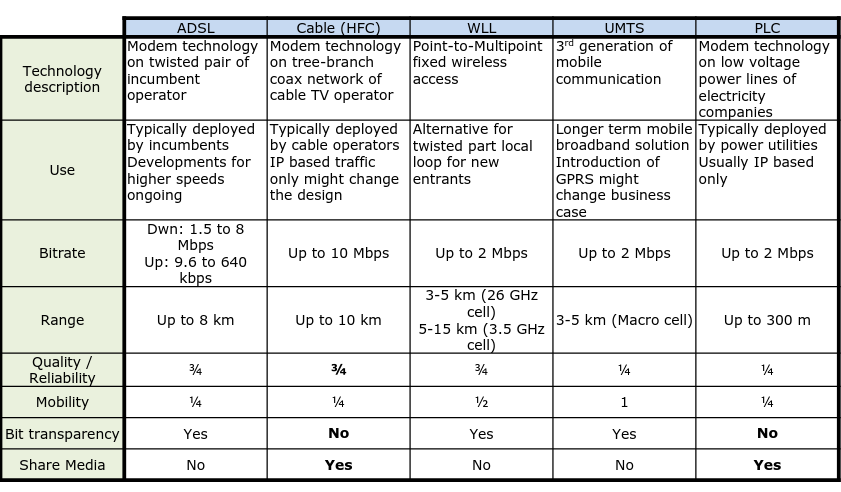 ADSL Cable (HFC) WLL UMTS PLC
Technology
description
Modem technology
on twisted pair of
incumbent
operator
Modem technology
on tree-branch
coax network of
cable TV operator
Point-to-Multipoint
fixed wireless
access
3rd generation of
mobile
communication
Modem technology
on low voltage
power lines of
electricity
companies
Use
Typically deployed
by incumbents
Developments for
higher speeds
ongoing
Typically deployed
by cable operators
IP based traffic
only might change
the design
Alternative for
twisted part local
loop for new
entrants
Longer term mobile
broadband solution
Introduction of
GPRS might
change business
case
Typically deployed
by power utilities
Usually IP based
only
Bitrate
Dwn: 1.5 to 8
Mbps
Up: 9.6 to 640
kbps
Up to 10 Mbps
Up to 2 Mbps
Up to 2 Mbps
Up to 2 Mbps
Range
Up to 8 km
Up to 10 km
3-5 km (26 GHz
cell)
5-15 km (3.5 GHz
cell)
3-5 km (Macro cell)
Up to 300 m
Quality /
Reliability
¾ ¾ ¾ ¼ ¼
Mobility ¼ ¼ ½ 1 ¼
Bit transparency Yes No Yes Yes No
Share Media No Yes No No Yes